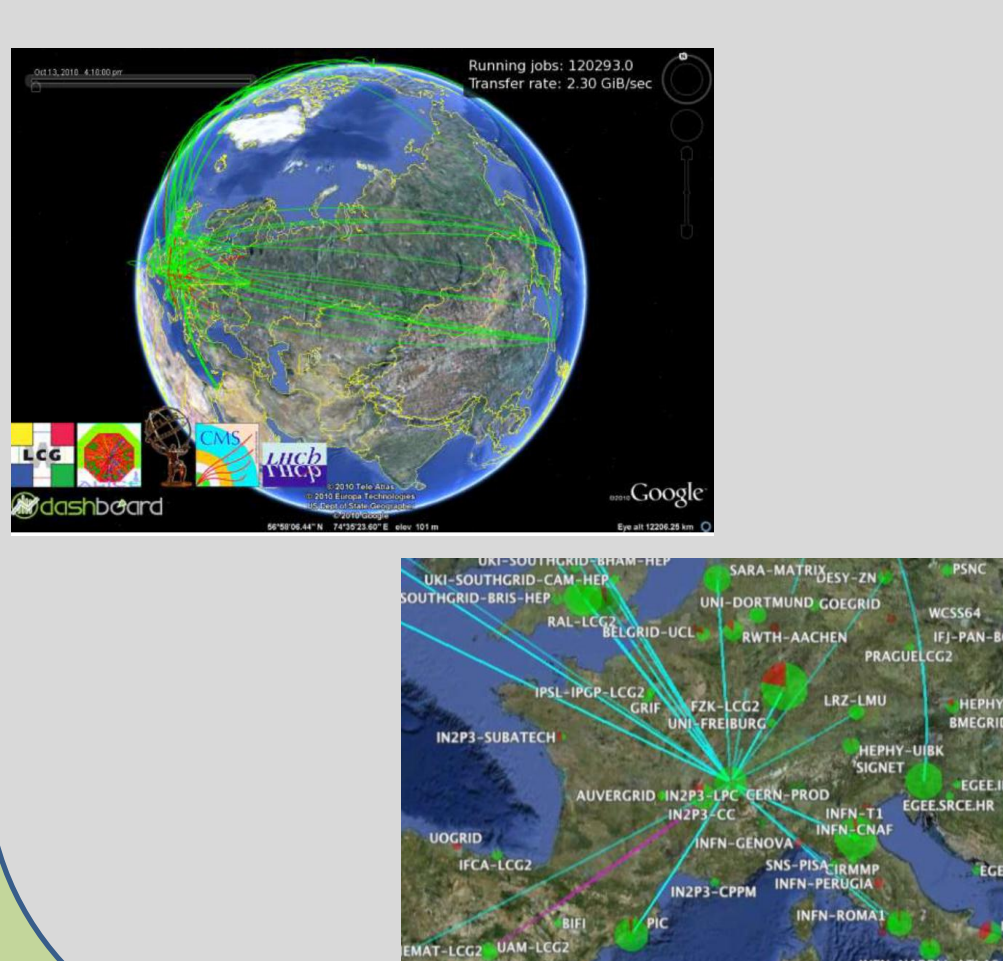 Oct 13, 2010 4:10:00 pm
Running jobs: 120293.0
Transfer rate: 2.30 GiB/sec
N
LCG
CMS
LHCb
dashboard
© 2010 Tele Atlas
© 2010 Europa Technologies
US Dept of State Geographer
© 2010 Google
©2010 Google
56°58'06.44" N 74°35'23.60" E elev 101 m
Eye alt 12206.25 km
UKI-SOUTHGRID-BHAM-HEP
UKI-SOUTHGRID-CAM-HEP
SOUTHGRID-BRIS-HEP
RAL-LCG2
SARA-MATRIX
DESY-ZN
PSNC
UNI-DORTMUND
GOEGRID
WCSS64
BELGRID-UCL
RWTH-AACHEN
IFJ-PAN-B
PRAGUELCG2
IPSL-IPGP-LCG2
GRIF
FZK-LCG2
UNI-FREIBURG
LRZ-LMU
HEPHY
BMEGRID
IN2P3-SUBATECH
HEPHY-UIBK
SIGNET
AUVERGRID
IN2P3-LPC
CERN-PROD
IN2P3-CC
EGEE.SRCE.HR
INFN-T1
INFN-CNAF
UOGRID
INFN-GENOVA
IFCA-LCG2
SNS-PISA
CIRMMP
INFN-PERUGIA
EGE
IN2P3-CPPM
INFN-ROMA1
BIFI
PIC
EMAT-LCG2
UAM-LCG2